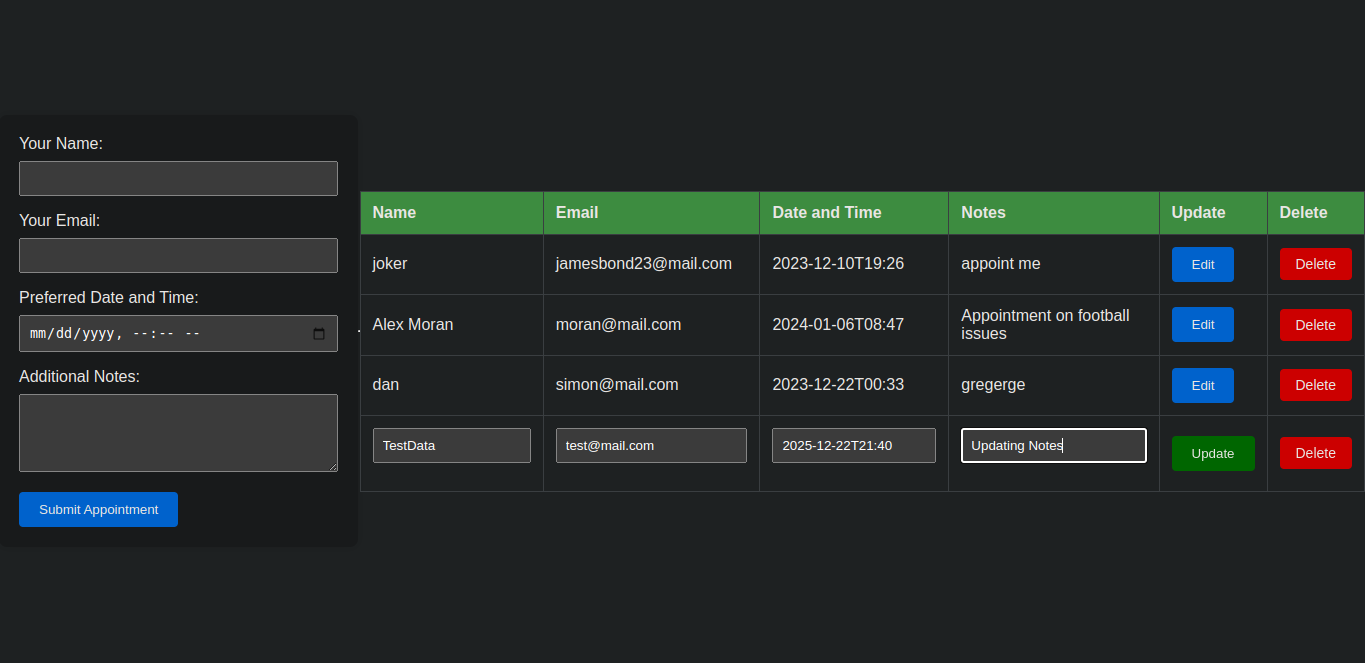 Your Name:
Your Email:
Preferred Date and Time:
mm/dd/yyyy, --:-- --
Additional Notes:
Submit Appointment
Name Email Date and Time Notes Update Delete
joker jamesbond23@mail.com 2023-12-10T19:26 appoint me Edit Delete
Alex Moran moran@mail.com 2024-01-06T08:47 Appointment on football
issues Edit Delete
dan simon@mail.com 2023-12-22T00:33 gregerge Edit Delete
TestData test@mail.com 2025-12-22T21:40 Updating Notes Update Delete